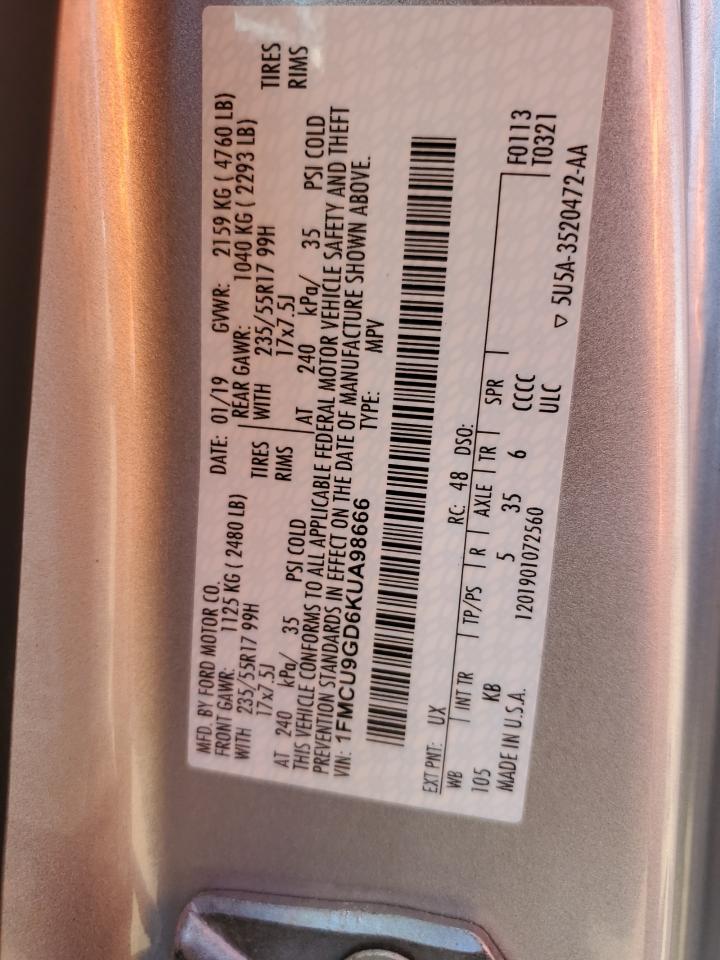 MFD. BY FORD MOTOR CO.
DATE: 01/19 GVWR: 2159 KG ( 4760 LB)
FRONT GAWR: 1125 KG ( 2480 LB)
REAR GAWR: 1040 KG ( 2293 LB)
WITH 235/55R17 99H TIRES
WITH 235/55R17 99H TIRES
17x7.5J RIMS
17x7.5J RIMS
AT 240 kPa/ 35 PSI COLD
AT 240 kPa/ 35 PSI COLD
THIS VEHICLE CONFORMS TO ALL APPLICABLE FEDERAL MOTOR VEHICLE SAFETY AND THEFT
PREVENTION STANDARDS IN EFFECT ON THE DATE OF MANUFACTURE SHOWN ABOVE.
VIN: 1FMCU9GD6KUA98666 TYPE: MPV
EXT PNT: UX RC: 48 DSO: F0113
WB INT TR TP/PS R AXLE TR SPR T0321
105 KB 5 35 6 CCCC
MADE IN U.S.A. 1201901072560 ULC
▽ 5U5A-3520472-AA